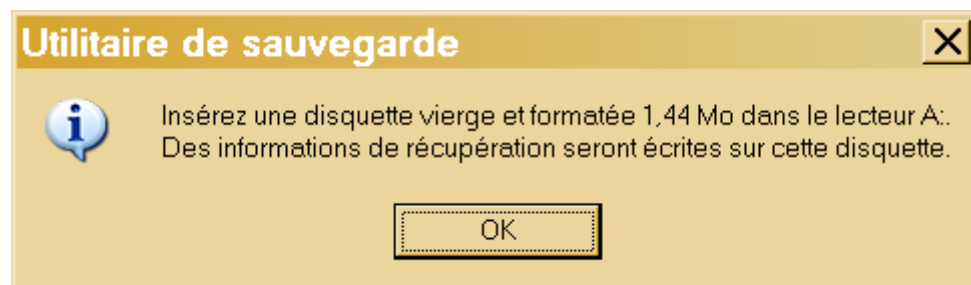 Utilitaire de sauvegarde
Insérez une disquette vierge et formatée 1,44 Mo dans le lecteur A:.
Des informations de récupération seront écrites sur cette disquette.
OK